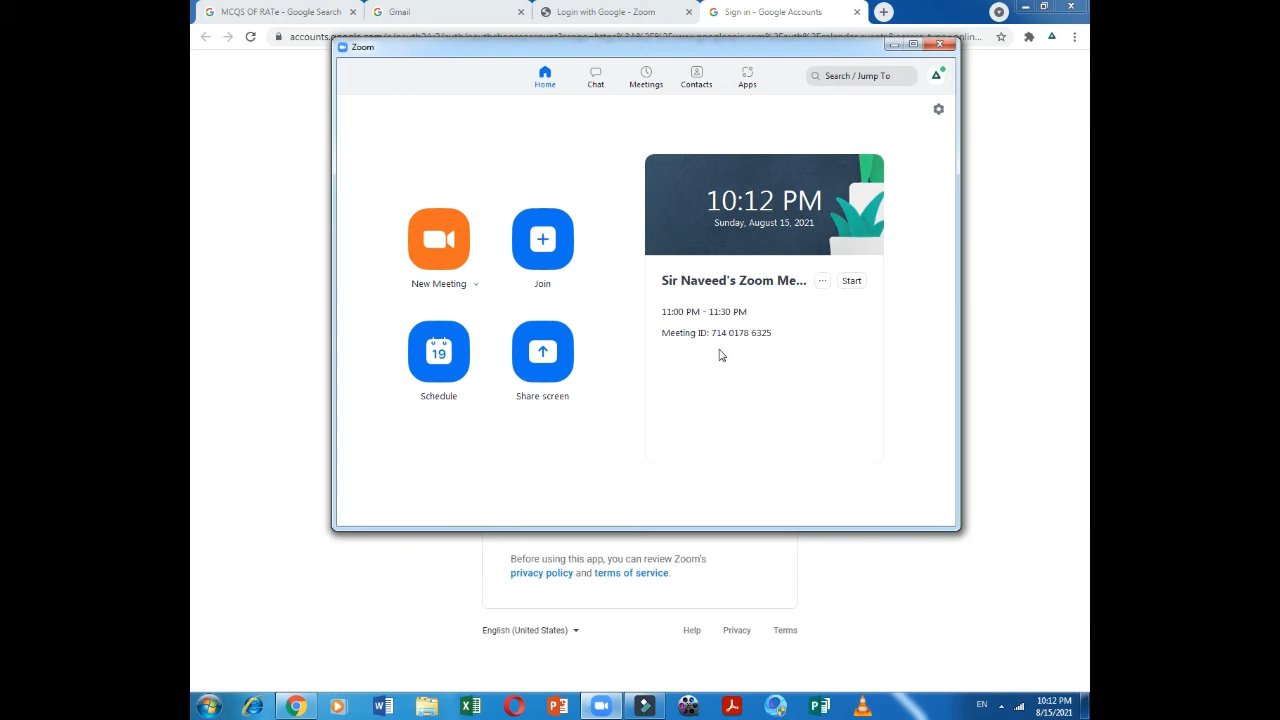 MCQS OF RATe - Google Search
Gmail
Login with Google - Zoom
Sign in - Google Accounts
Zoom
Home
Chat
Meetings
Contacts
Apps
Search / Jump To
10:12 PM
Sunday, August 15, 2021
New Meeting
Join
Sir Naveed's Zoom Me... ... Start
11:00 PM - 11:30 PM
Meeting ID: 714 0178 6325
19
Schedule
Share screen
Before using this app, you can review Zoom's
privacy policy and terms of service.
English (United States)
Help
Privacy
Terms
EN
10:12 PM
8/15/2021